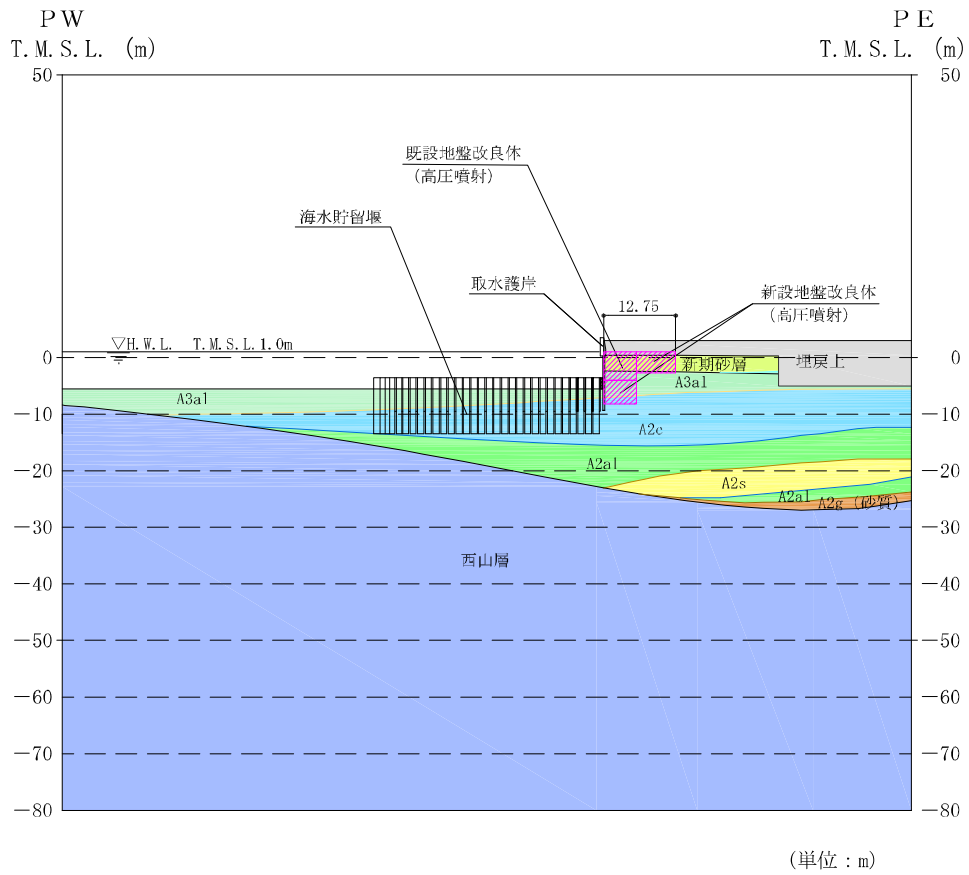 PW
PE
T.M.S.L. (m)
T.M.S.L. (m)
50
50
既設地盤改良体
(高圧噴射)
海水貯留堰
取水護岸
12.75
新設地盤改良体
(高圧噴射)
▽H.W.L. T.M.S.L.1.0m
0
0
新期砂層
埋戻土
A3al
A3al
−10
−10
A2c
A2al
−20
−20
A2s
A2al
A2g(砂質)
−30
−30
西山層
−40
−40
−50
−50
−60
−60
−70
−70
−80
−80
(単位:m)